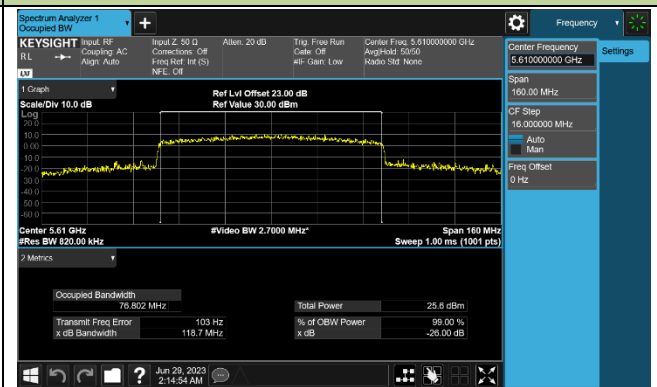 Spectrum Analyzer 1
Occupied BW
Frequency
KEYSIGHT
RL
LXI
Input: RF
Coupling: AC
Align: Auto
Input Z: 50 Ω
Corrections: Off
Freq Ref: Int (S)
NFE: Off
Atten: 20 dB
Trig: Free Run
Gate: Off
#IF Gain: Low
Center Freq: 5.610000000 GHz
Avg|Hold: 50/50
Radio Std: None
Center Frequency
5.610000000 GHz
Settings
Span
160.00 MHz
CF Step
16.000000 MHz
Auto
Man
Freq Offset
0 Hz
1 Graph
Scale/Div 10.0 dB
Ref Lvl Offset 23.00 dB
Ref Value 30.00 dBm
Log
20.0
10.0
0.00
-10.0
-20.0
-30.0
-40.0
-50.0
-60.0
Center 5.61 GHz
#Res BW 820.00 kHz
#Video BW 2.7000 MHz*
Span 160 MHz
Sweep 1.00 ms (1001 pts)
2 Metrics
Occupied Bandwidth
76.802 MHz
Total Power 25.6 dBm
Transmit Freq Error 103 Hz
% of OBW Power 99.00 %
x dB Bandwidth 118.7 MHz
x dB -26.00 dB
Jun 29, 2023
2:14:54 AM